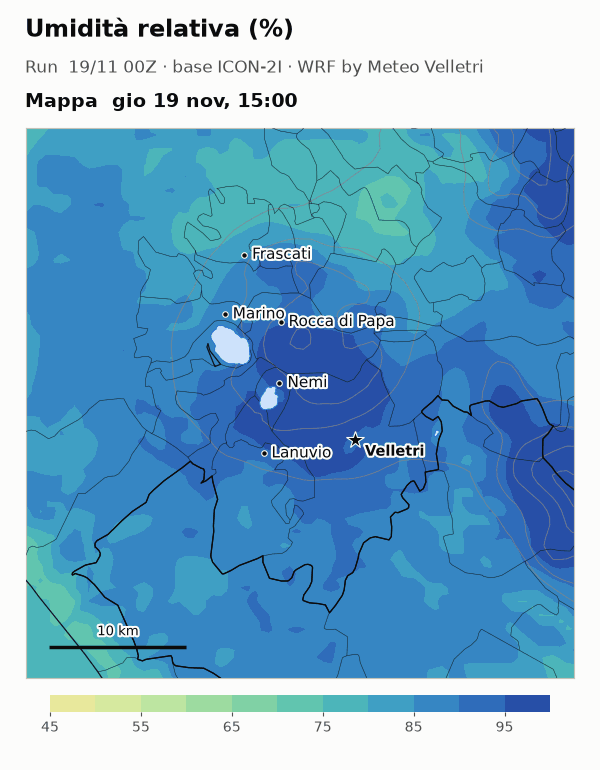 Umidità relativa (%)
Run 19/11 00Z · base ICON-2I · WRF by Meteo Velletri
Mappa gio 19 nov, 15:00
Frascati
Marino
Rocca di Papa
Nemi
Velletri
Lanuvio
10 km
45 55 65 75 85 95